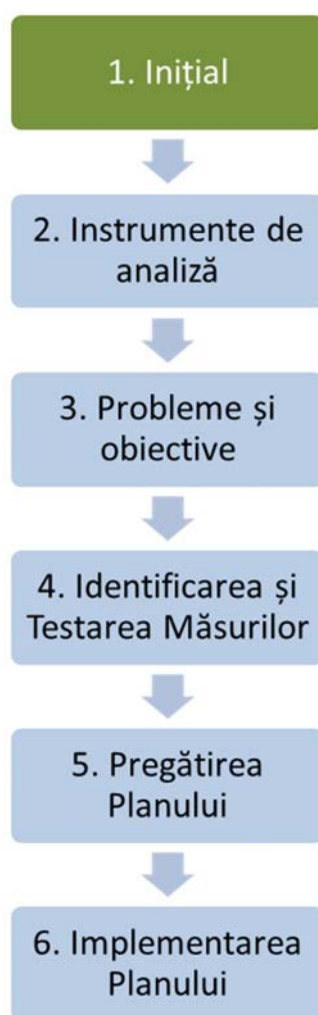 1. Inițial
2. Instrumente de
analiză
3. Probleme și
obiective
4. Identificarea și
Testarea Măsurilor
5. Pregătirea
Planului
6. Implementarea
Planului